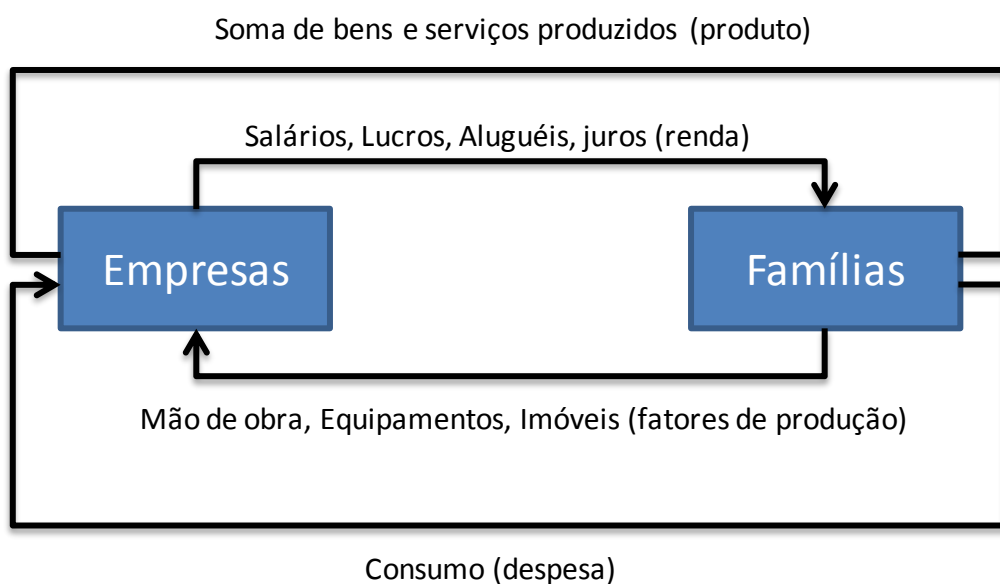 Soma de bens e serviços produzidos (produto)
Salários, Lucros, Aluguéis, juros (renda)
Empresas
Famílias
Mão de obra, Equipamentos, Imóveis (fatores de produção)
Consumo (despesa)